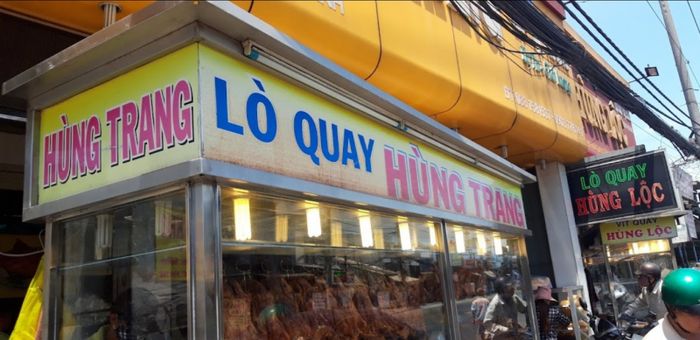 HÙNG TRANG
LÒ QUAY HÙNG TRANG
LÒ QUAY
HÙNG LỘC
VỊT QUAY
HÙNG LỘC